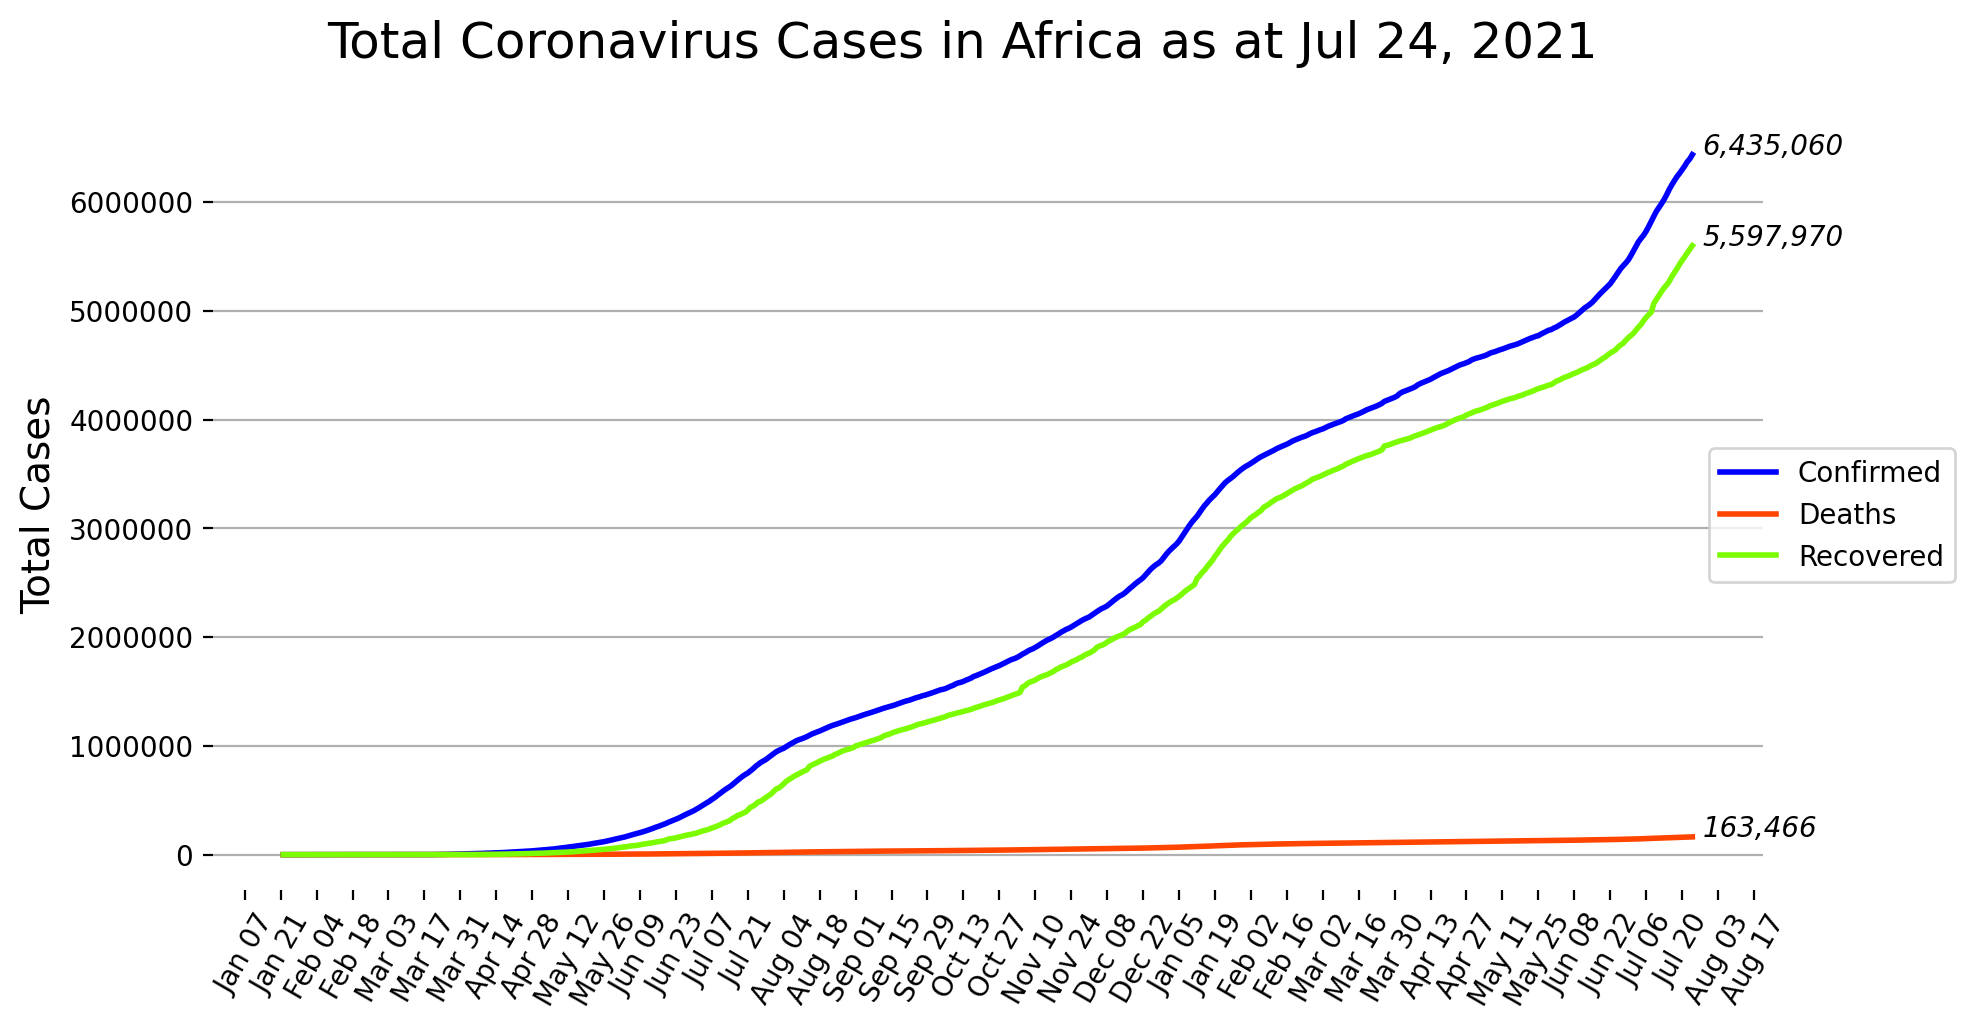 Total Coronavirus Cases in Africa as at Jul 24, 2021
6,435,060
6000000
5,597,970
5000000
4000000
Total Cases
Confirmed
Deaths
Recovered
3000000
2000000
1000000
163,466
0
Jan 07
Jan 21
Feb 04
Feb 18
Mar 03
Mar 17
Mar 31
Apr 14
Apr 28
May 12
May 26
Jun 09
Jun 23
Jul 07
Jul 21
Aug 04
Aug 18
Sep 01
Sep 15
Sep 29
Oct 13
Oct 27
Nov 10
Nov 24
Nov 08
Dec 22
Dec 05
Jan 19
Jan 02
Feb 16
Feb 02
Mar 16
Mar 30
Mar 13
Apr 27
Apr 11
May 25
May 08
Jun 22
Jun 06
Jul 20
Jul 03
Aug 17
Aug